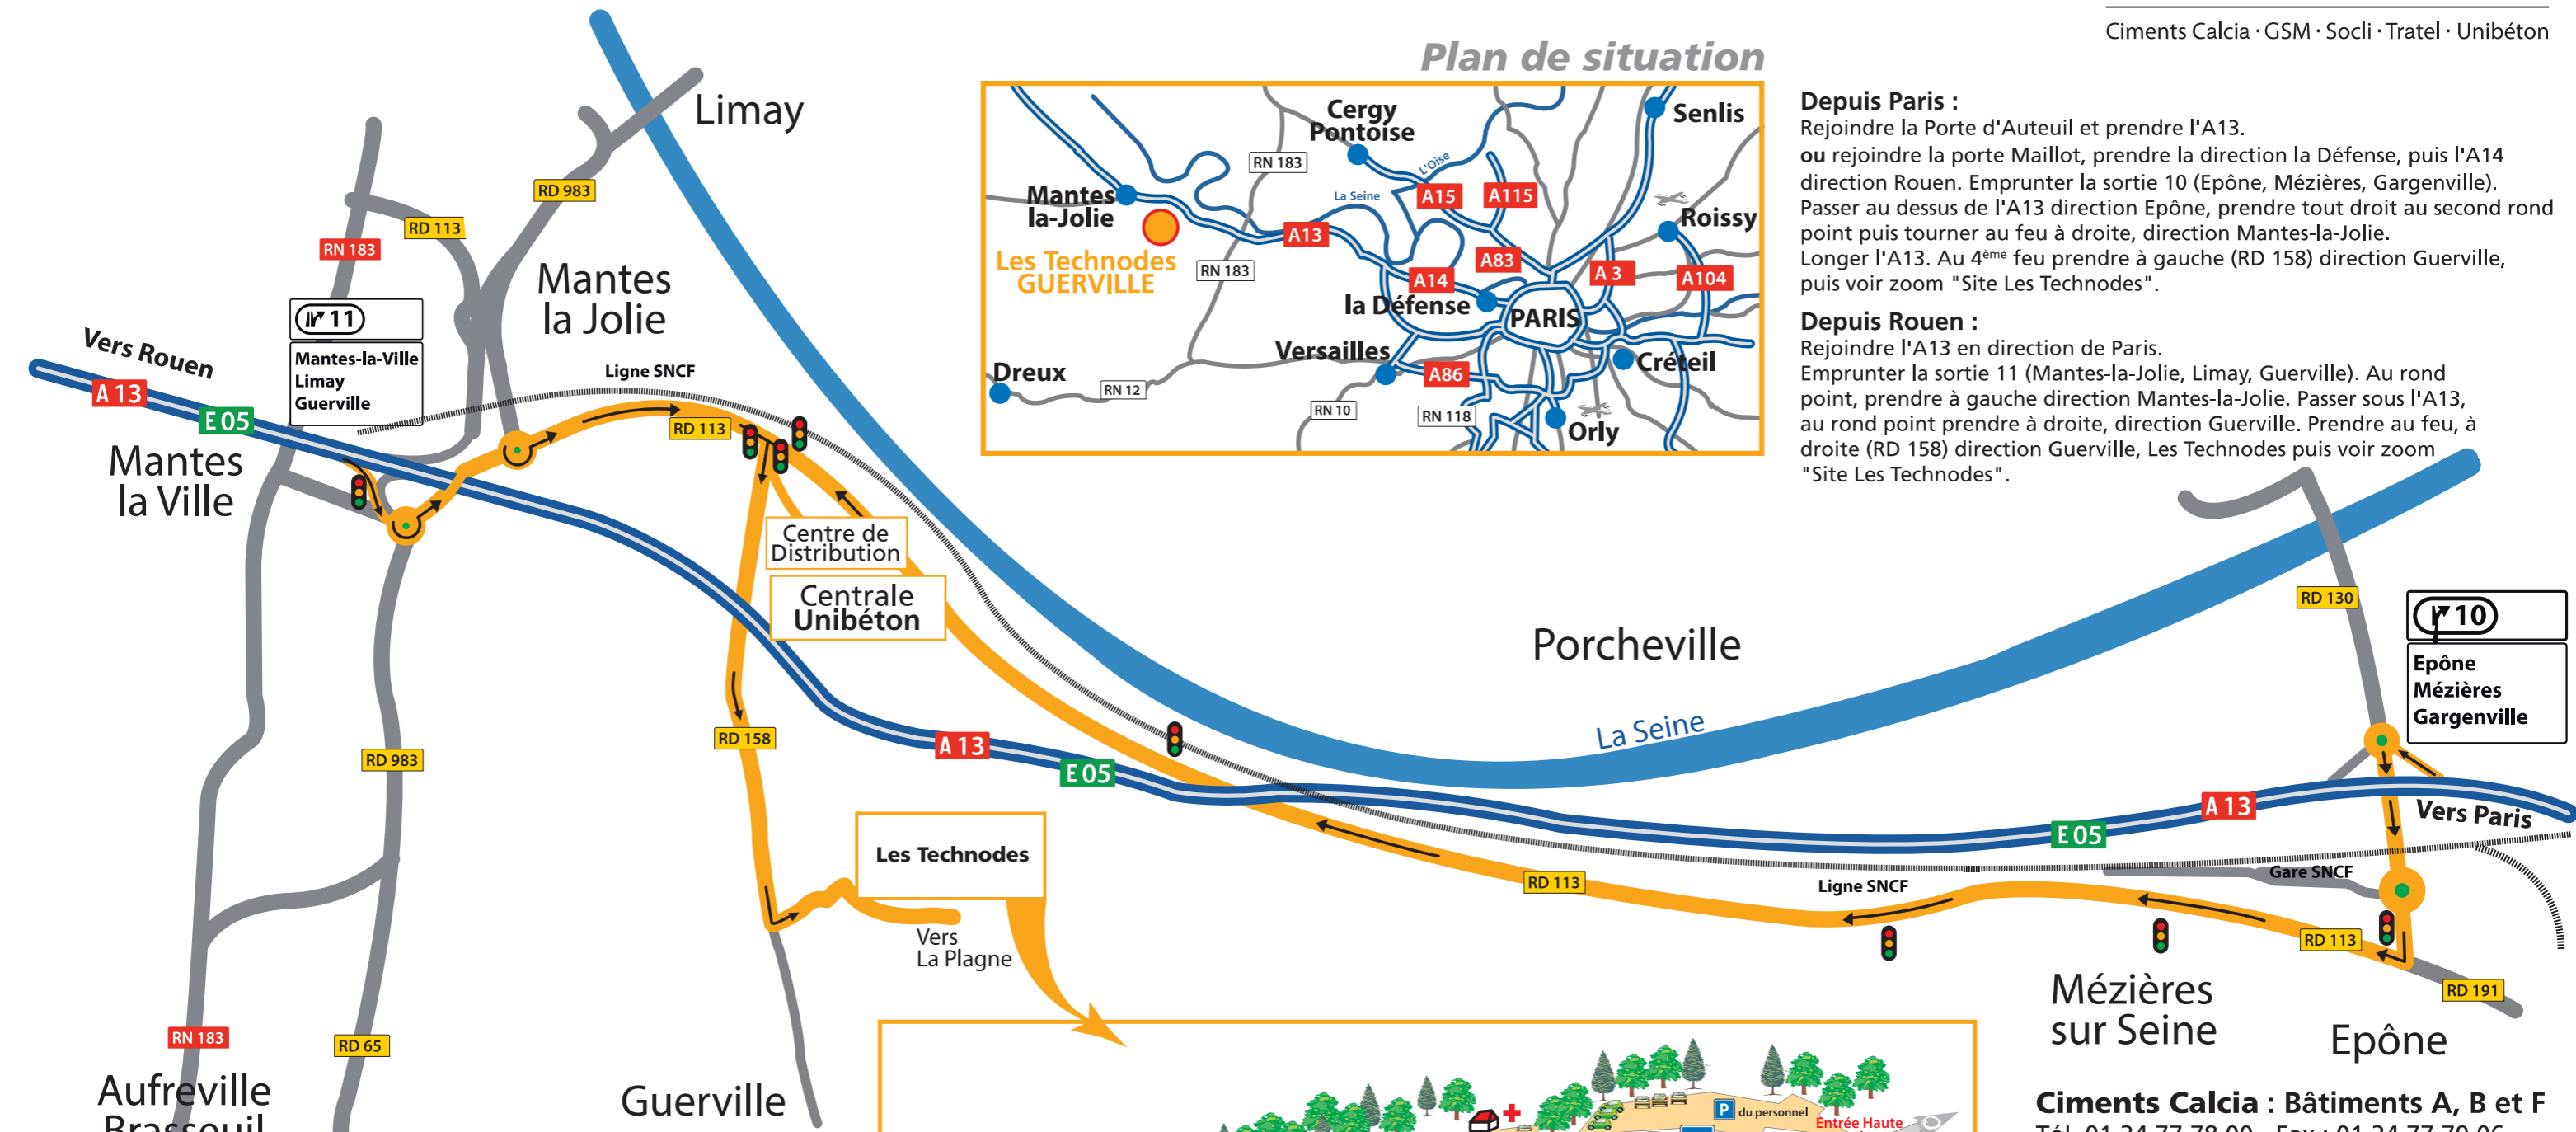 Ciments Calcia · GSM · Socli · Tratel · Unibéton
Plan de situation
Depuis Paris :
Rejoindre la Porte d'Auteuil et prendre l'A13.
ou rejoindre la porte Maillot, prendre la direction la Défense, puis l'A14
direction Rouen. Emprunter la sortie 10 (Epône, Mézières, Gargenville).
Passer au dessus de l'A13 direction Epône, prendre tout droit au second rond
point puis tourner au feu à droite, direction Mantes-la-Jolie.
Longer l'A13. Au 4ème feu prendre à gauche (RD 158) direction Guerville,
puis voir zoom "Site Les Technodes".
Depuis Rouen :
Rejoindre l'A13 en direction de Paris.
Emprunter la sortie 11 (Mantes-la-Jolie, Limay, Guerville). Au rond
point, prendre à gauche direction Mantes-la-Jolie. Passer sous l'A13,
au rond point prendre à droite, direction Guerville. Prendre au feu, à
droite (RD 158) direction Guerville, Les Technodes puis voir zoom
"Site Les Technodes".
Cergy
Pontoise
Senlis
RN 183
L'Oise
Mantes
la-Jolie
La Seine
A15
A115
Roissy
A13
Les Technodes
GUERVILLE
RN 183
A83
A14
A 3
A104
la Défense
PARIS
Versailles
Créteil
Dreux
RN 12
A86
RN 10
RN 118
Orly
Limay
RD 983
RD 113
RN 183
Mantes
la Jolie
11
Mantes-la-Ville
Limay
Guerville
Vers Rouen
A 13
E 05
Ligne SNCF
RD 113
Mantes
la Ville
Centre de
Distribution
Centrale
Unibéton
Porcheville
La Seine
RD 130
10
Epône
Mézières
Gargenville
RD 158
RD 983
A 13
E 05
A 13
Vers Paris
E 05
Les Technodes
RD 113
Ligne SNCF
Gare SNCF
Vers
La Plagne
RD 113
RD 191
Mézières
sur Seine
Epône
RN 183
RD 65
Aufreville
Brasseuil
Guerville
P du personnel
Entrée Haute
Ciments Calcia : Bâtiments A, B et F
Tél. 01 34 77 78 00 - Fax : 01 34 77 79 06